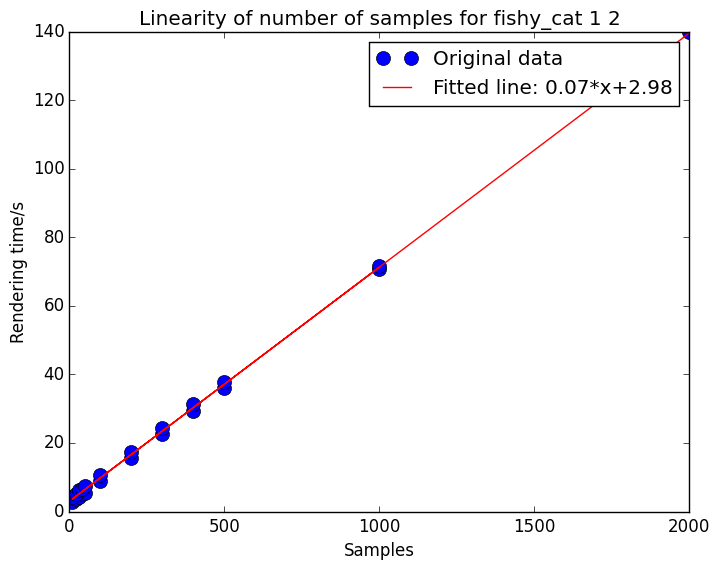 Linearity of number of samples for fishy_cat 1 2
Original data
Fitted line: 0.07*x+2.98
Rendering time/s
140
120
100
80
60
40
20
0
0 500 1000 1500 2000
Samples